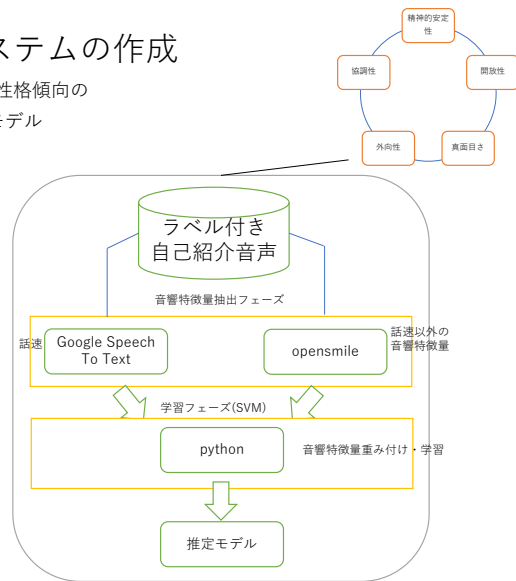 ステムの作成
性格傾向の
モデル
精神的安定
性
協調性
開放性
外向性
真面目さ
ラベル付き
自己紹介音声
音響特徴量抽出フェーズ
話速
Google Speech
To Text
opensmile
話速以外の
音響特徴量
学習フェーズ(SVM)
python
音響特徴量重み付け・学習
推定モデル